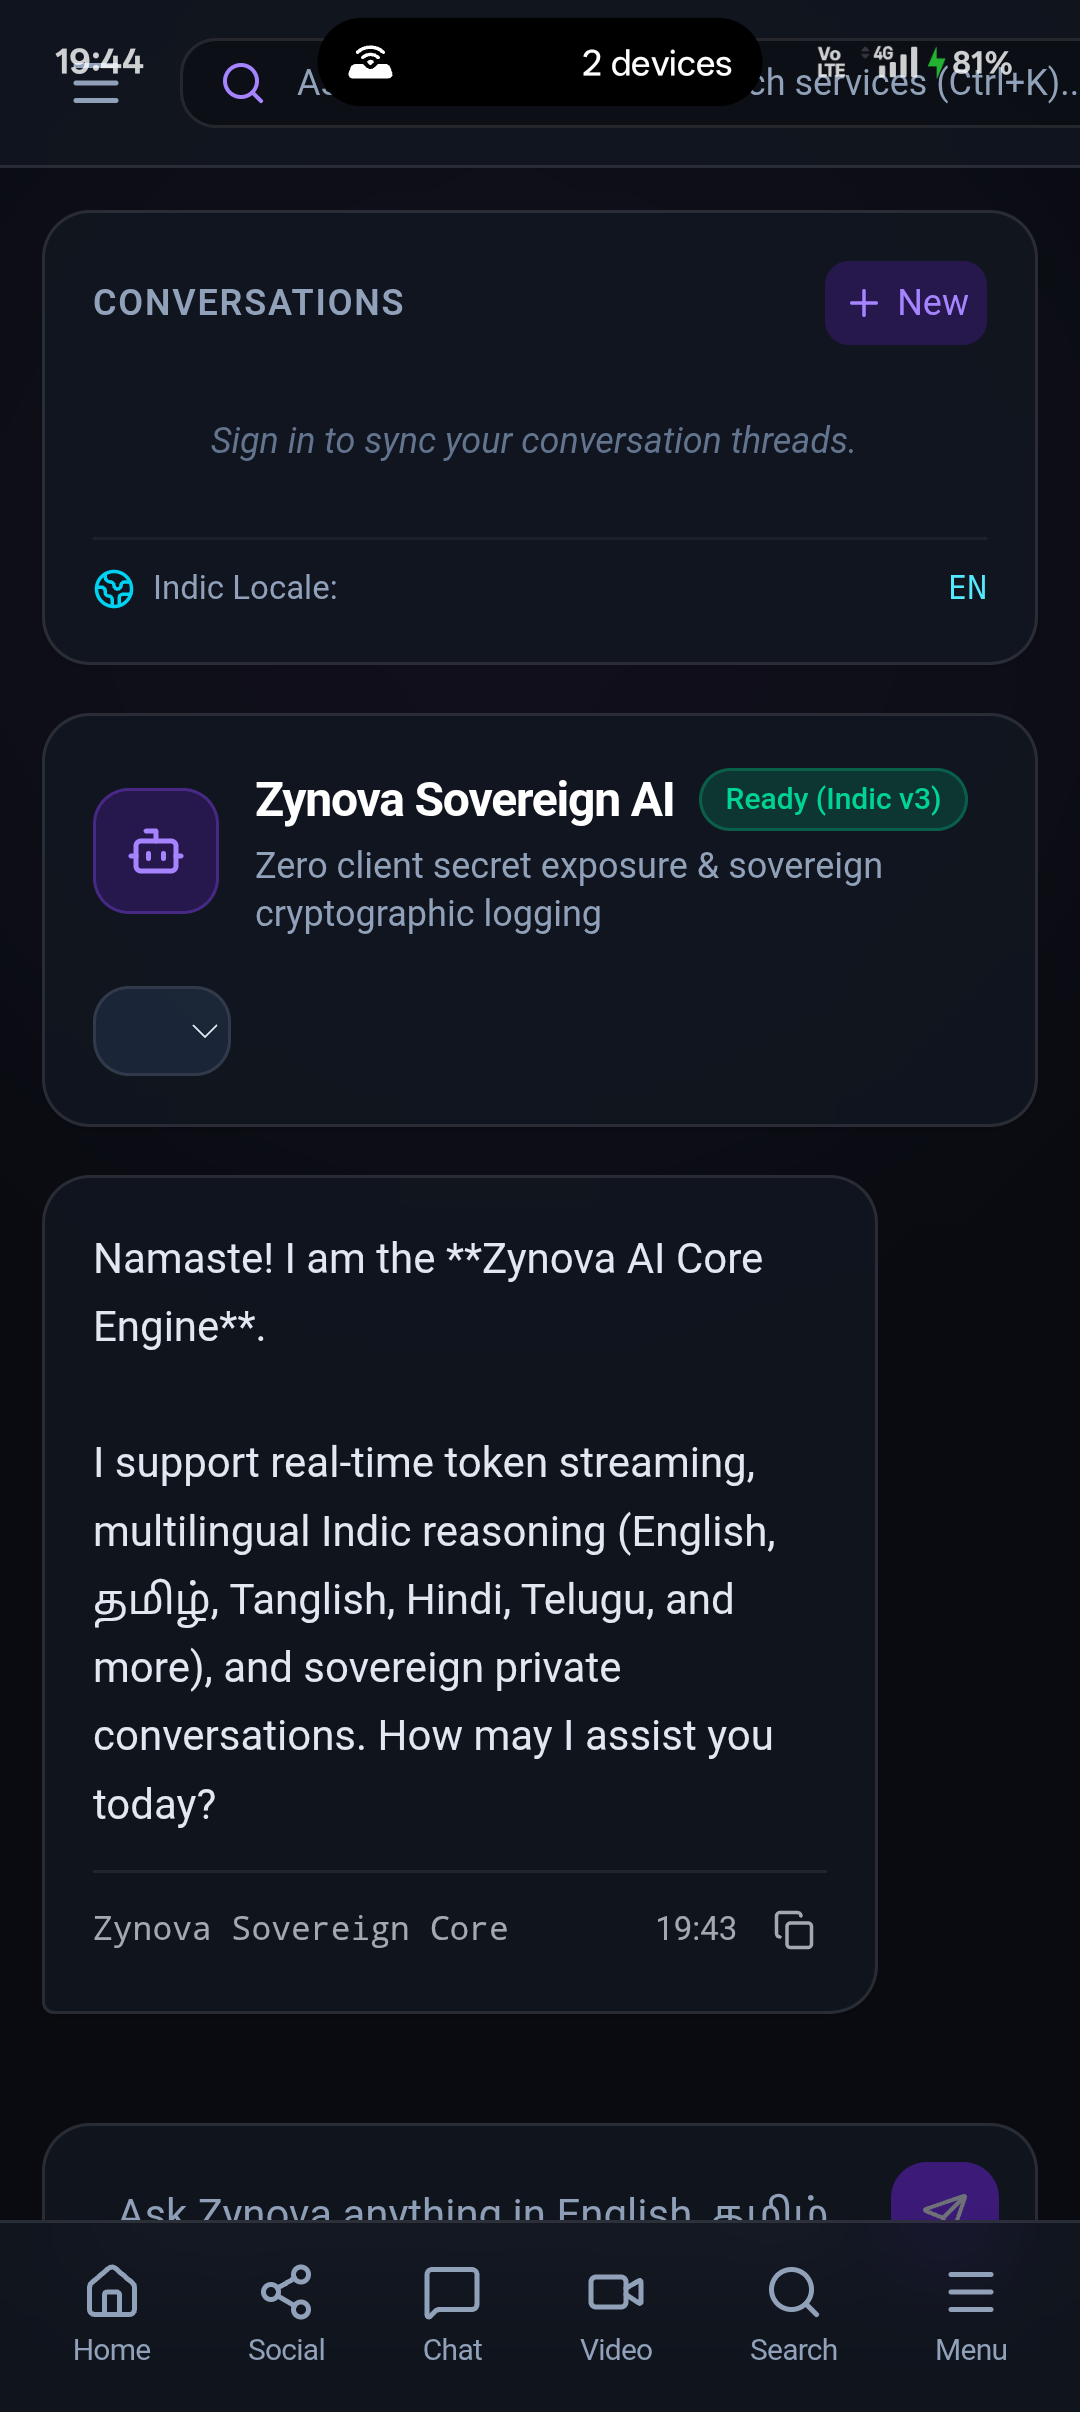 19:44
2 devices
Vo LTE 4G 81%
services (Ctrl+K)...
CONVERSATIONS
New
Sign in to sync your conversation threads.
Indic Locale:
EN
Zynova Sovereign AI
Ready (Indic v3)
Zero client secret exposure & sovereign
cryptographic logging
Namaste! I am the **Zynova AI Core
Engine**.
I support real-time token streaming,
multilingual Indic reasoning (English,
தமிழ், Tanglish, Hindi, Telugu, and
more), and sovereign private
conversations. How may I assist you
today?
Zynova Sovereign Core
19:43
Ask Zynova anything in English, தமிழ்
Home
Social
Chat
Video
Search
Menu